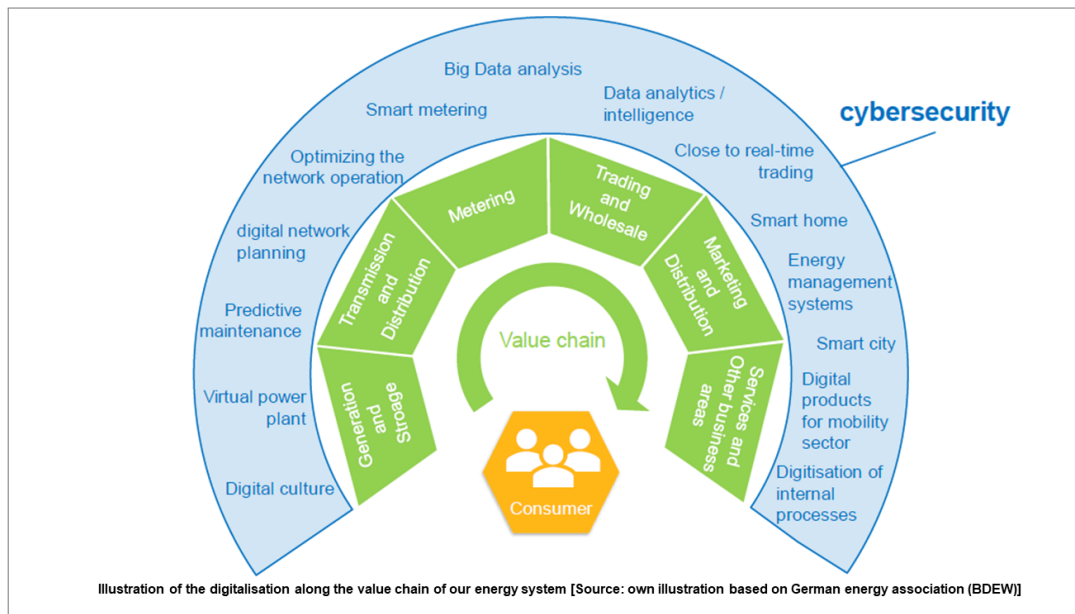 Big Data analysis
Smart metering
Data analytics /
intelligence
cybersecurity
Optimizing the
network operation
Close to real-time
trading
digital network
planning
Smart home
Energy
management
systems
Predictive
maintenance
Smart city
Virtual power
plant
Digital
products
for mobility
sector
Digital culture
Digitisation of
internal
processes
Generation
and
Stroage
Transmission
and
Distribution
Metering
Trading
and
Wholesale
Marketing
and
Distribution
Services and
Other business
areas
Value chain
Consumer
Illustration of the digitalisation along the value chain of our energy system [Source: own illustration based on German energy association (BDEW)]